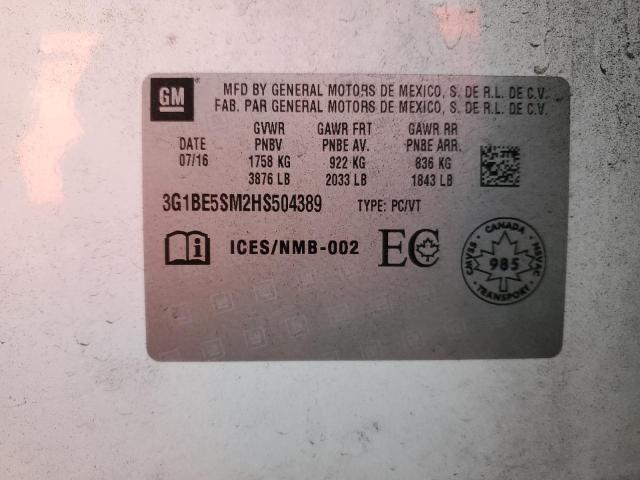 GM
MFD BY GENERAL MOTORS DE MEXICO, S. DE R.L. DE C.V.
FAB. PAR GENERAL MOTORS DE MEXICO, S. DE R.L. DE C.V.
GVWR GAWR FRT GAWR RR
DATE PNBV PNBE AV. PNBE ARR.
07/16 1758 KG 922 KG 836 KG
3876 LB 2033 LB 1843 LB
3G1BE5SM2HS504389 TYPE: PC/VT
i ICES/NMB-002 EC
CANADA
CMVSS 985 NSVAC
TRANSPORT